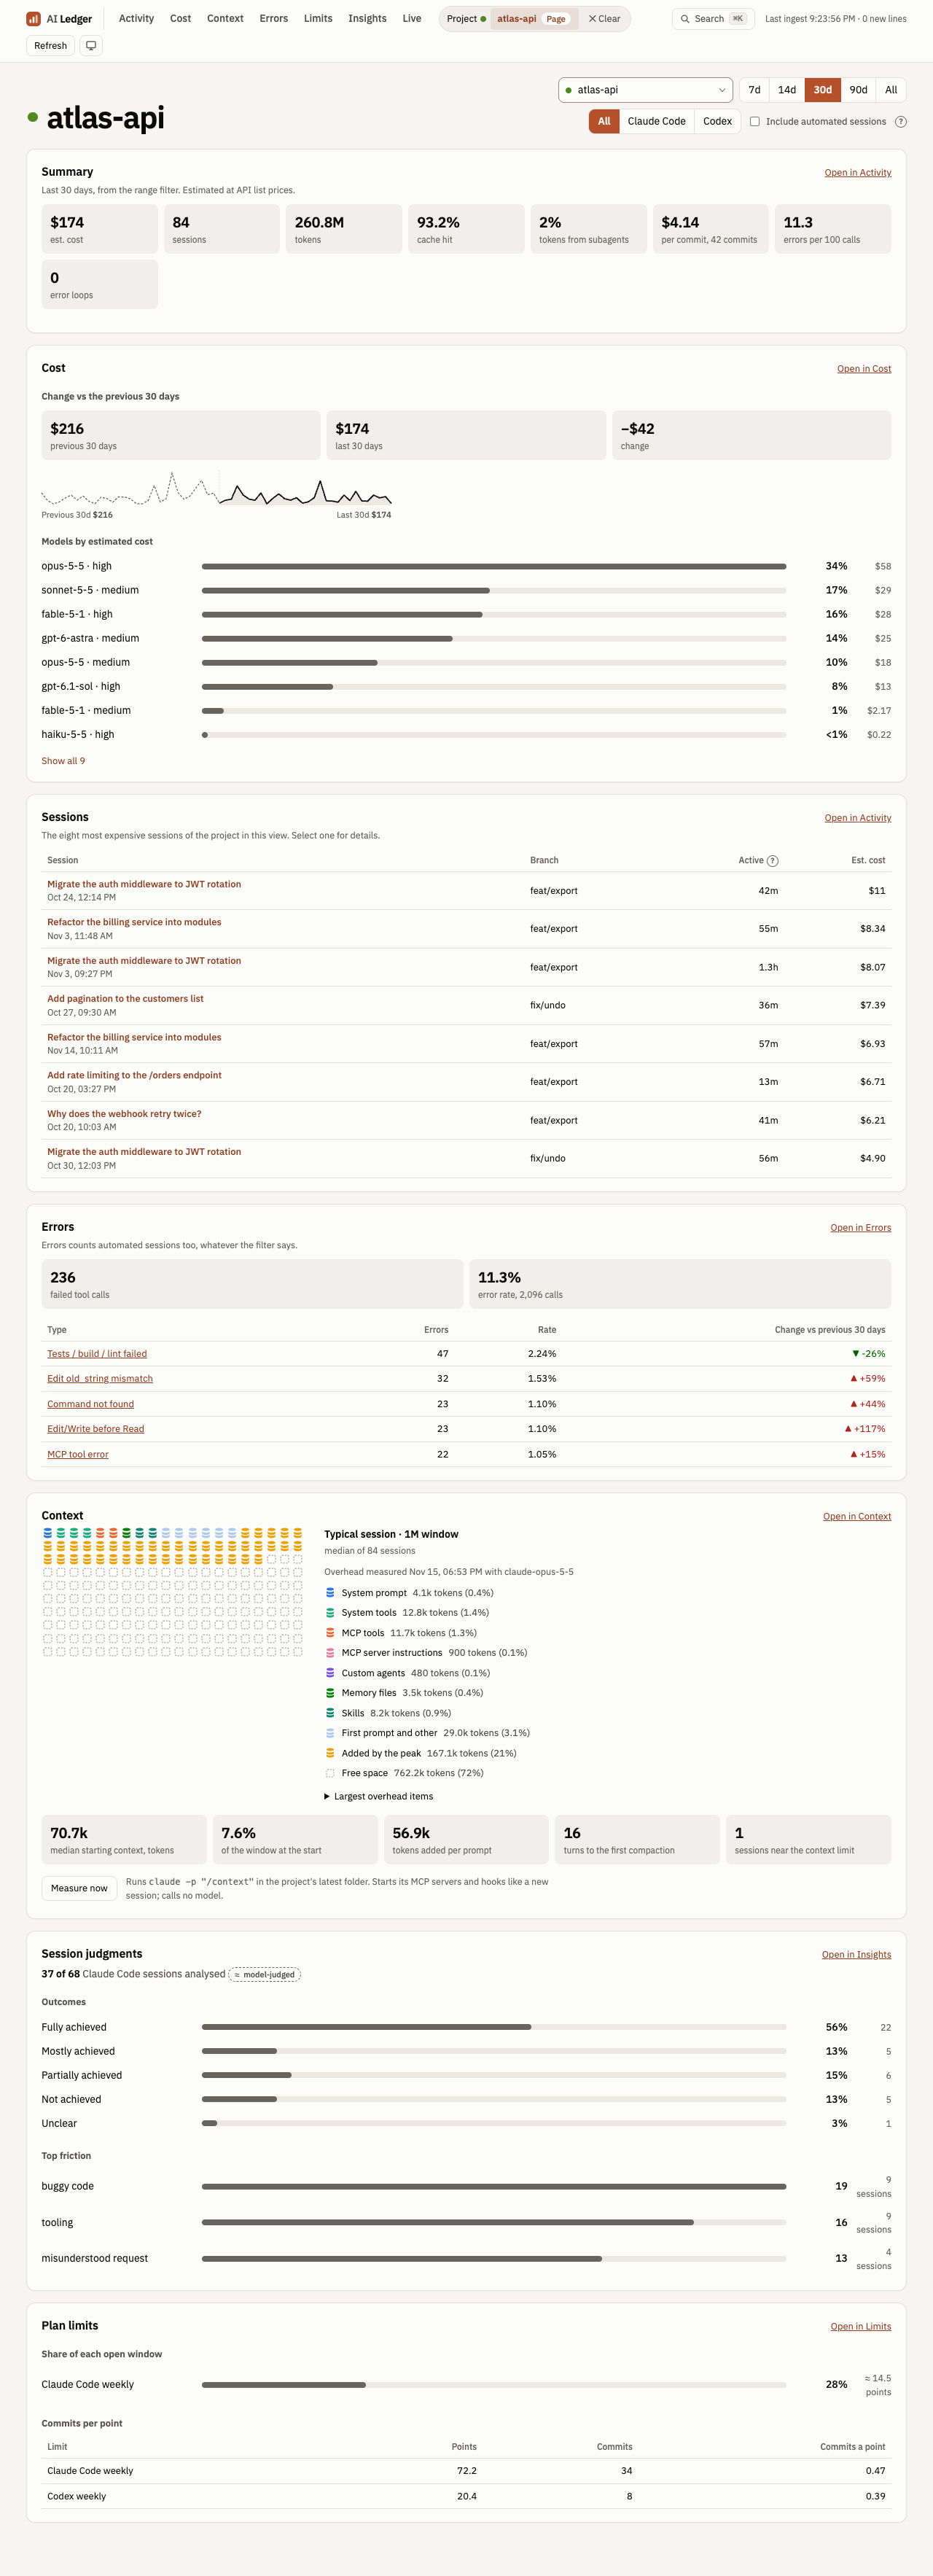 AI Ledger
Activity Cost Context Errors Limits Insights Live
Project atlas-api Page Clear
Search ⌘K
Last ingest 9:23:56 PM · 0 new lines
Refresh
atlas-api
atlas-api
7d 14d 30d 90d All
All Claude Code Codex
Include automated sessions ?
Summary
Open in Activity
Last 30 days, from the range filter. Estimated at API list prices.
$174
est. cost
84
sessions
260.8M
tokens
93.2%
cache hit
2%
tokens from subagents
$4.14
per commit, 42 commits
11.3
errors per 100 calls
0
error loops
Cost
Open in Cost
Change vs the previous 30 days
$216
previous 30 days
$174
last 30 days
−$42
change
Previous 30d $216
Last 30d $174
Models by estimated cost
opus-5-5 · high 34% $58
sonnet-5-5 · medium 17% $29
fable-5-1 · high 16% $28
gpt-6-astra · medium 14% $25
opus-5-5 · medium 10% $18
gpt-6.1-sol · high 8% $13
fable-5-1 · medium 1% $2.17
haiku-5-5 · high <1% $0.22
Show all 9
Sessions
Open in Activity
The eight most expensive sessions of the project in this view. Select one for details.
Session Branch Active ? Est. cost
Migrate the auth middleware to JWT rotation
Oct 24, 12:14 PM
feat/export 42m $11
Refactor the billing service into modules
Nov 3, 11:48 AM
feat/export 55m $8.34
Migrate the auth middleware to JWT rotation
Nov 3, 09:27 PM
feat/export 1.3h $8.07
Add pagination to the customers list
Oct 27, 09:30 AM
fix/undo 36m $7.39
Refactor the billing service into modules
Nov 14, 10:11 AM
feat/export 57m $6.93
Add rate limiting to the /orders endpoint
Oct 20, 03:27 PM
feat/export 13m $6.71
Why does the webhook retry twice?
Oct 20, 10:03 AM
feat/export 41m $6.21
Migrate the auth middleware to JWT rotation
Oct 30, 12:03 PM
fix/undo 56m $4.90
Errors
Open in Errors
Errors counts automated sessions too, whatever the filter says.
236
failed tool calls
11.3%
error rate, 2,096 calls
Type Errors Rate Change vs previous 30 days
Tests / build / lint failed 47 2.24% ▼ -26%
Edit old_string mismatch 32 1.53% ▲ +59%
Command not found 23 1.10% ▲ +44%
Edit/Write before Read 23 1.10% ▲ +117%
MCP tool error 22 1.05% ▲ +15%
Context
Open in Context
Typical session · 1M window
median of 84 sessions
Overhead measured Nov 15, 06:53 PM with claude-opus-5-5
System prompt 4.1k tokens (0.4%)
System tools 12.8k tokens (1.4%)
MCP tools 11.7k tokens (1.3%)
MCP server instructions 900 tokens (0.1%)
Custom agents 480 tokens (0.1%)
Memory files 3.5k tokens (0.4%)
Skills 8.2k tokens (0.9%)
First prompt and other 29.0k tokens (3.1%)
Added by the peak 167.1k tokens (21%)
Free space 762.2k tokens (72%)
▶ Largest overhead items
70.7k
median starting context, tokens
7.6%
of the window at the start
56.9k
tokens added per prompt
16
turns to the first compaction
1
sessions near the context limit
Measure now
Runs claude -p "/context" in the project's latest folder. Starts its MCP servers and hooks like a new
session; calls no model.
Session judgments
Open in Insights
37 of 68 Claude Code sessions analysed ≈ model-judged
Outcomes
Fully achieved 56% 22
Mostly achieved 13% 5
Partially achieved 15% 6
Not achieved 13% 5
Unclear 3% 1
Top friction
buggy code 19 9
sessions
tooling 16 9
sessions
misunderstood request 13 4
sessions
Plan limits
Open in Limits
Share of each open window
Claude Code weekly 28% ≈ 14.5
points
Commits per point
Limit Points Commits Commits a point
Claude Code weekly 72.2 34 0.47
Codex weekly 20.4 8 0.39